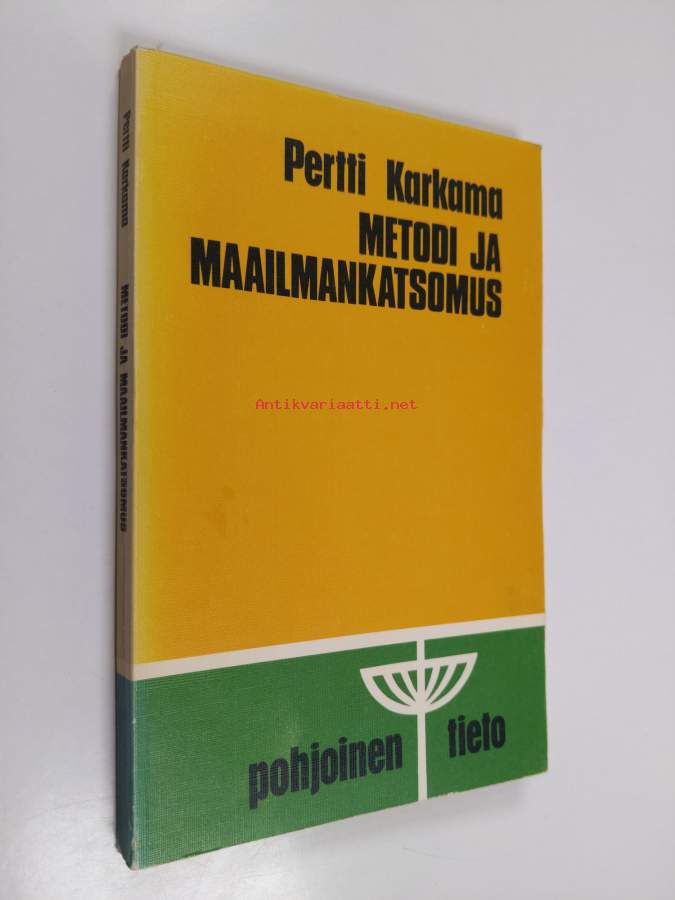 Pertti Karkama
METODI JA
MAAILMANKATSOMUS
Antikvariaatti.net
pohjoinen tieto
Pertti Karkama METODI JA MAAILMANKATSOMUS